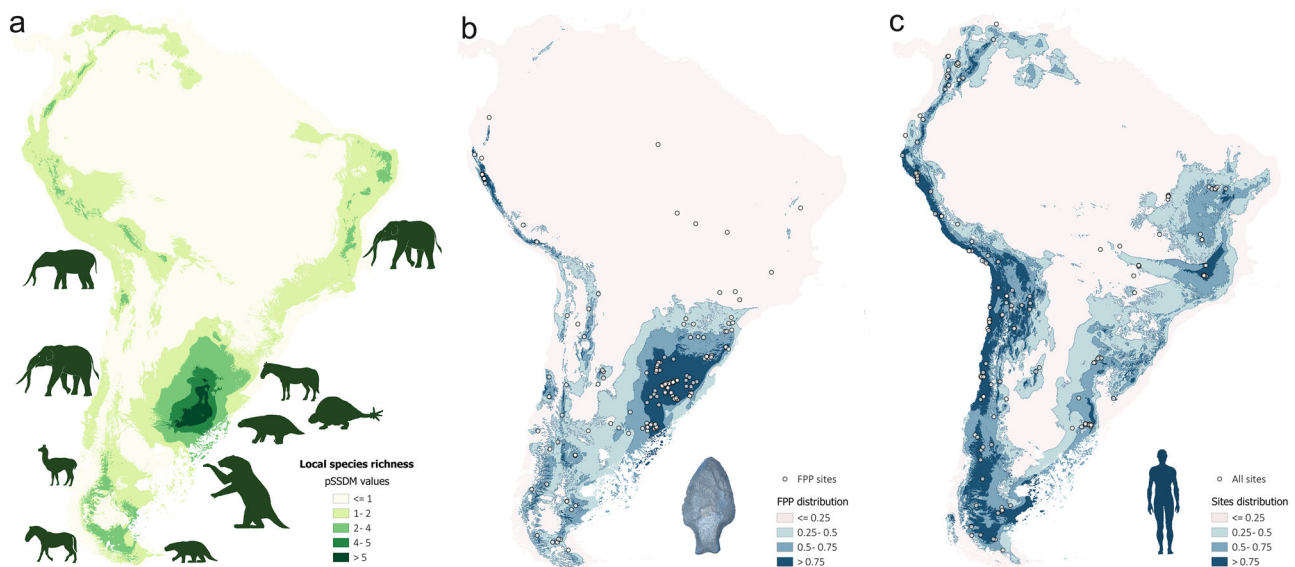 a
Local species richness
pSSDM values
<= 1
1- 2
2- 4
4- 5
> 5
b
FPP sites
FPP distribution
<= 0.25
0.25- 0.5
0.5- 0.75
> 0.75
c
All sites
Sites distribution
<= 0.25
0.25- 0.5
0.5- 0.75
> 0.75